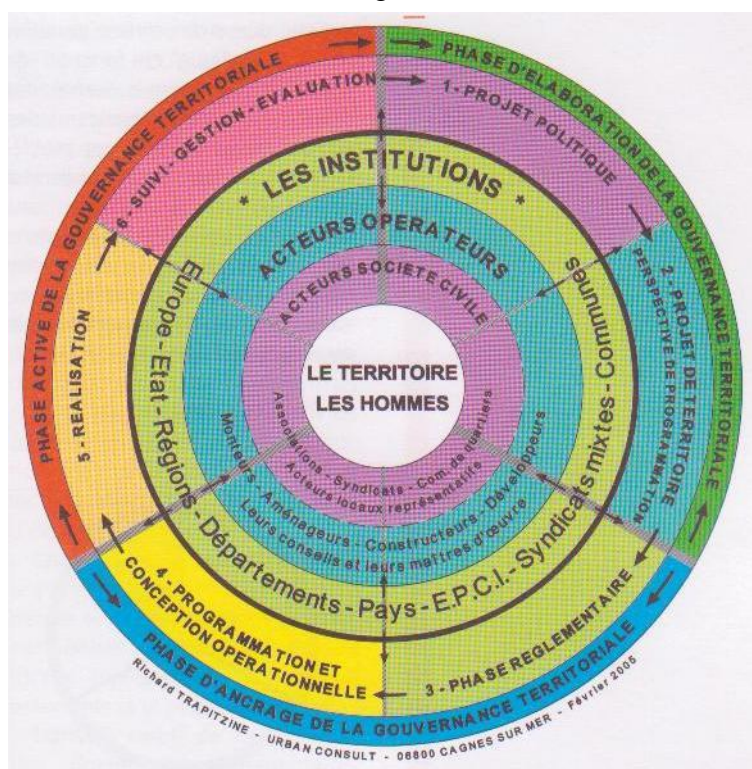 PHASE ACTIVE DE LA GOUVERNANCE TERRITORIALE
PHASE D'ELABORATION DE LA GOUVERNANCE TERRITORIALE
PHASE D'ANCRAGE DE LA GOUVERNANCE TERRITORIALE
1 - PROJET POLITIQUE
2 - PROJET DE TERRITOIRE
PERSPECTIVE DE PROGRAMMATION
3 - PHASE REGLEMENTAIRE
4 - PROGRAMMATION ET
CONCEPTION OPERATIONNELLE
5 - REALISATION
6 - SUIVI - GESTION - EVALUATION
* LES INSTITUTIONS *
Europe - Etat - Régions - Départements - Pays - E.P.C.I. - Syndicats mixtes - Communes
ACTEURS OPERATEURS
Monteurs - Aménageurs - Constructeurs - Développeurs
Leurs conseils et leurs maîtres d'œuvre
ACTEURS SOCIETE CIVILE
Associations - Syndicats - Com. de quartiers
Acteurs locaux représentatifs
LE TERRITOIRE
LES HOMMES
Richard TRAPITZINE - URBAN CONSULT - 06800 CAGNES SUR MER - Février 2005